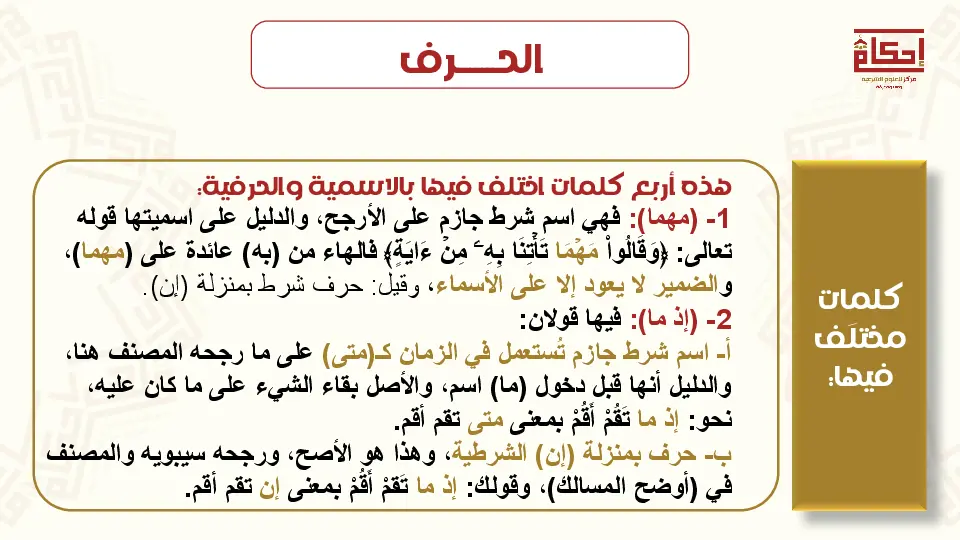 الحـــرف
إحكام
مركز للعلوم الشرعية
هذه أربع كلمات اختلف فيها بالاسمية والحرفية:
1- (مهما): فهي اسم شرط جازم على الأرجح، والدليل على اسميتها قوله
تعالى: ﴿وَقَالُواْ مَهۡمَا تَأۡتِنَا بِهِۦ مِنۡ ءَايَةٖ﴾ فالهاء من (به) عائدة على (مهما)،
والضمير لا يعود إلا على الأسماء، وقيل: حرف شرط بمنزلة (إن).
2- (إذ ما): فيها قولان:
أ- اسم شرط جازم تُستعمل في الزمان كـ(متى) على ما رجحه المصنف هنا،
والدليل أنها قبل دخول (ما) اسم، والأصل بقاء الشيء على ما كان عليه،
نحو: إذ ما تَقُمْ أَقُمْ بمعنى متى تقم أقم.
ب- حرف بمنزلة (إن) الشرطية، وهذا هو الأصح، ورجحه سيبويه والمصنف
في (أوضح المسالك)، وقولك: إذ ما تَقمْ أَقُمْ بمعنى إن تقم أقم.
كلمات
مختلَف
فيها: